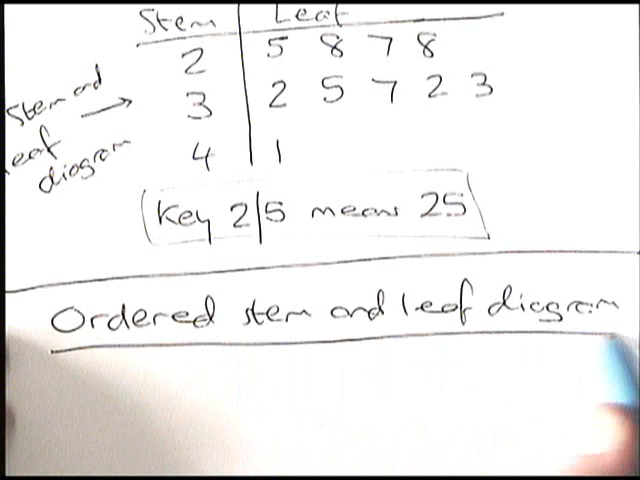 Stem Leaf
2 5 8 7 8
3 2 5 7 2 3
4 1
Stem and
leaf
diagram
Key 2|5 means 25
Ordered stem and leaf diagram